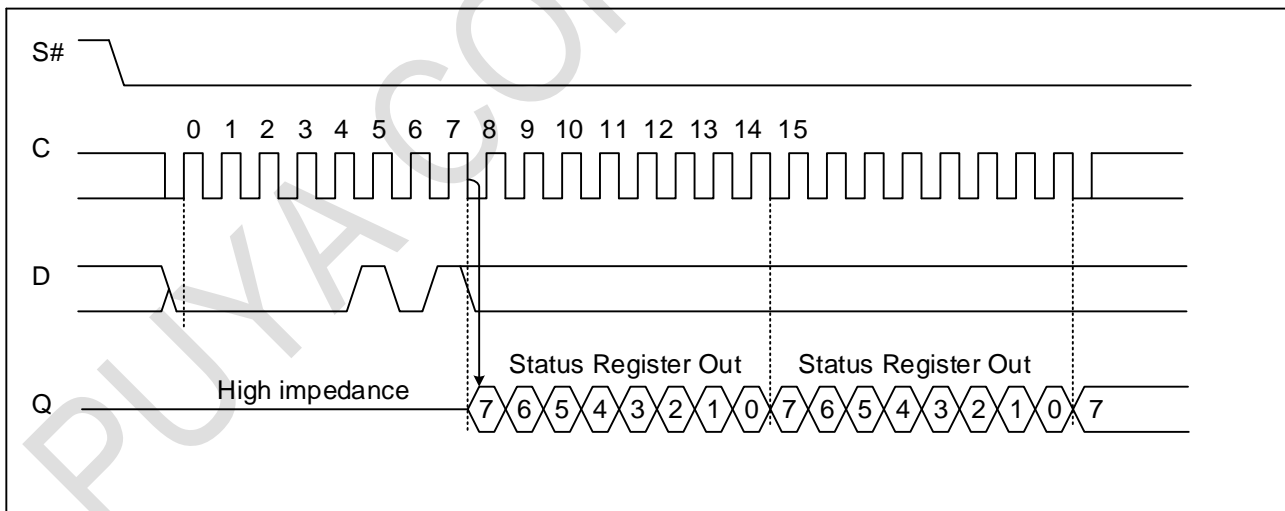 S#
0 1 2 3 4 5 6 7 8 9 10 11 12 13 14 15
C
D
Status Register Out Status Register Out
High impedance
Q
7 6 5 4 3 2 1 0 7 6 5 4 3 2 1 0 7
PUYA CON